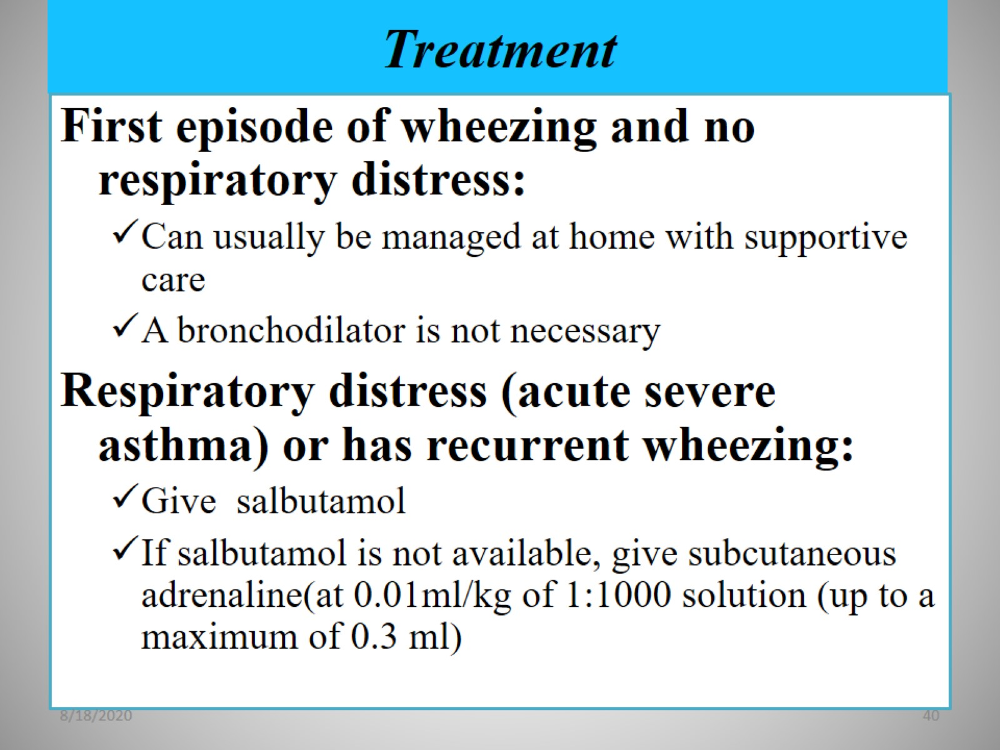 Treatment
First episode of wheezing and no
respiratory distress:
✓Can usually be managed at home with supportive
care
✓A bronchodilator is not necessary
Respiratory distress (acute severe
asthma) or has recurrent wheezing:
✓Give  salbutamol
✓If salbutamol is not available, give subcutaneous
adrenaline(at 0.01ml/kg of 1:1000 solution (up to a
maximum of 0.3 ml)
8/18/2020
40